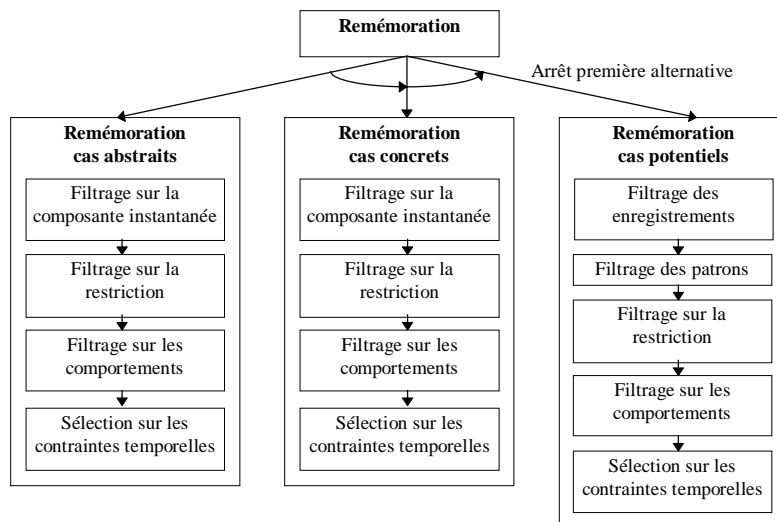 Remémoration
Arrêt première alternative
Remémoration
cas abstraits
Filtrage sur la
composante instantanée
Filtrage sur la
restriction
Filtrage sur les
comportements
Sélection sur les
contraintes temporelles
Remémoration
cas concrets
Filtrage sur la
composante instantanée
Filtrage sur la
restriction
Filtrage sur les
comportements
Sélection sur les
contraintes temporelles
Remémoration
cas potentiels
Filtrage des
enregistrements
Filtrage des patrons
Filtrage sur la
restriction
Filtrage sur les
comportements
Sélection sur les
contraintes temporelles